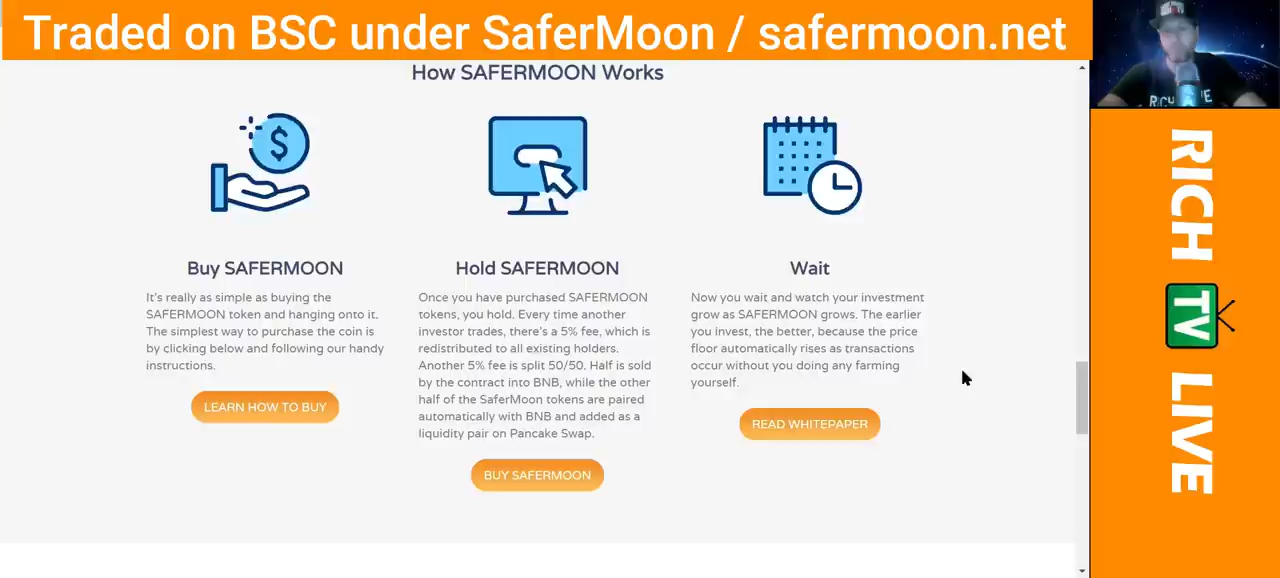 Traded on BSC under SaferMoon / safermoon.net
How SAFERMOON Works
Buy SAFERMOON
It's really as simple as buying the
SAFERMOON token and hanging onto it.
The simplest way to purchase the coin is
by clicking below and following our handy
instructions.
LEARN HOW TO BUY
Hold SAFERMOON
Once you have purchased SAFERMOON
tokens, you hold. Every time another
investor trades, there's a 5% fee, which is
redistributed to all existing holders.
Another 5% fee is split 50/50. Half is sold
by the contract into BNB, while the other
half of the SaferMoon tokens are paired
automatically with BNB and added as a
liquidity pair on Pancake Swap.
BUY SAFERMOON
Wait
Now you wait and watch your investment
grow as SAFERMOON grows. The earlier
you invest, the better, because the price
floor automatically rises as transactions
occur without you doing any farming
yourself.
READ WHITEPAPER
RICH
TV
LIVE